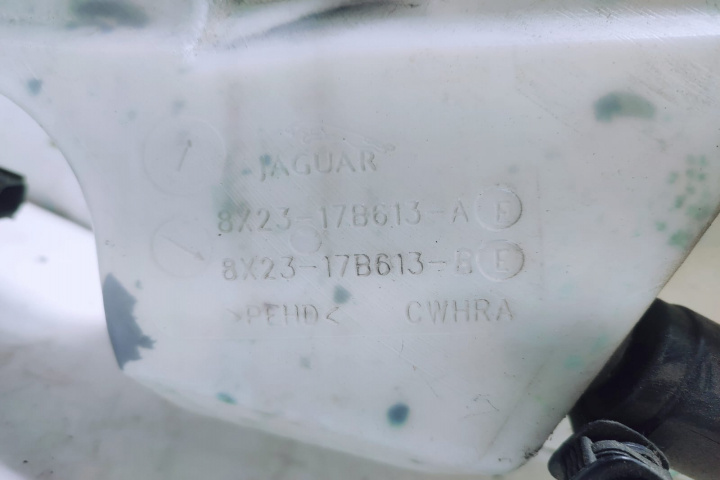 JAGUAR
8X23-17B613-A F
8X23-17B613-B E
>PEHD< CWHRA